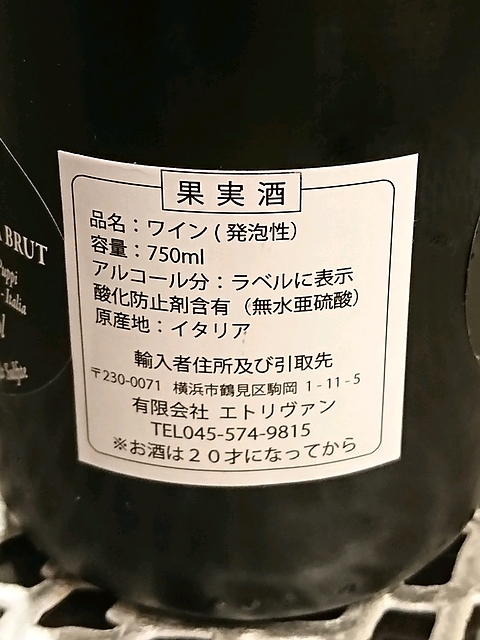 果実酒
品名：ワイン(発泡性)
容量：750ml
アルコール分：ラベルに表示
酸化防止剤含有（無水亜硫酸）
原産地：イタリア
輸入者住所及び引取先
〒230-0071 横浜市鶴見区駒岡 1-11-5
有限会社 エトリヴァン
TEL045-574-9815
※お酒は２０才になってから
BRUT
Puppi
-Italia